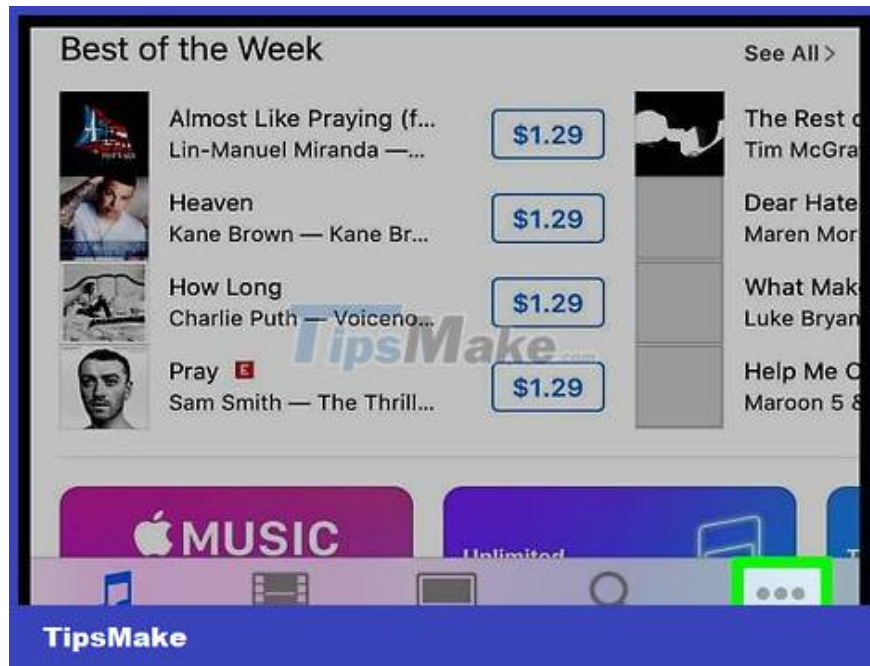 Best of the Week
See All >
Almost Like Praying (f...
Lin-Manuel Miranda —...
$1.29
The Rest
Tim McGra
Heaven
Kane Brown — Kane Br...
$1.29
Dear Hate
Maren Mor
How Long
Charlie Puth — Voiceno...
$1.29
What Mak
Luke Bryan
Pray E
Sam Smith — The Thrill...
$1.29
Help Me
Maroon 5 &
TipsMake.com
MUSIC
Unlimited
TipsMake